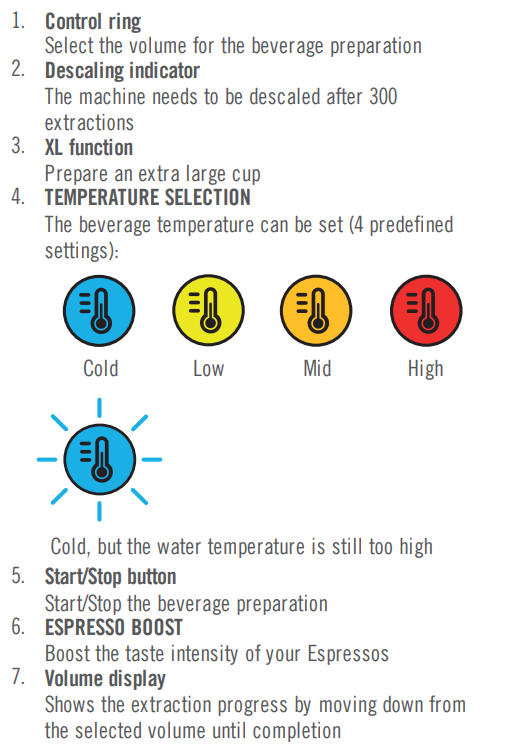 1. Control ring
Select the volume for the beverage preparation
2. Descaling indicator
The machine needs to be descaled after 300
extractions
3. XL function
Prepare an extra large cup
4. TEMPERATURE SELECTION
The beverage temperature can be set (4 predefined
settings):
Cold Low Mid High
Cold, but the water temperature is still too high
5. Start/Stop button
Start/Stop the beverage preparation
6. ESPRESSO BOOST
Boost the taste intensity of your Espressos
7. Volume display
Shows the extraction progress by moving down from
the selected volume until completion